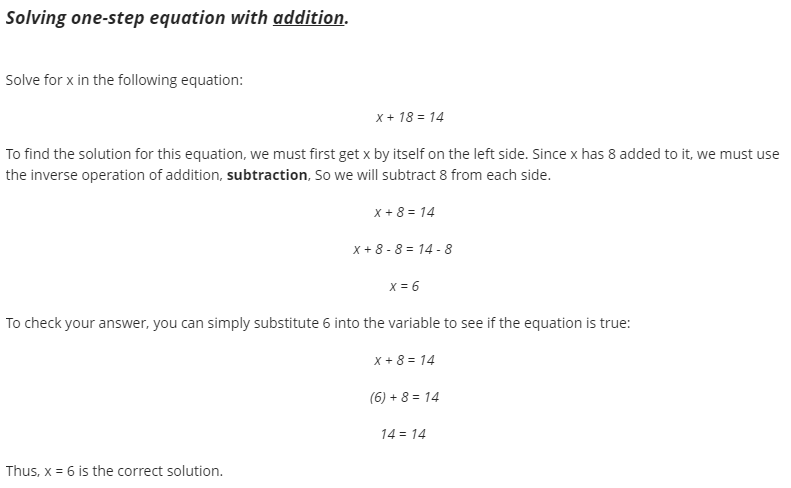 Solving one-step equation with addition.
Solve for x in the following equation:
x + 18 = 14
To find the solution for this equation, we must first get x by itself on the left side. Since x has 8 added to it, we must use
the inverse operation of addition, subtraction, So we will subtract 8 from each side.
x + 8 = 14
x + 8 - 8 = 14 - 8
x = 6
To check your answer, you can simply substitute 6 into the variable to see if the equation is true:
x + 8 = 14
(6) + 8 = 14
14 = 14
Thus, x = 6 is the correct solution.